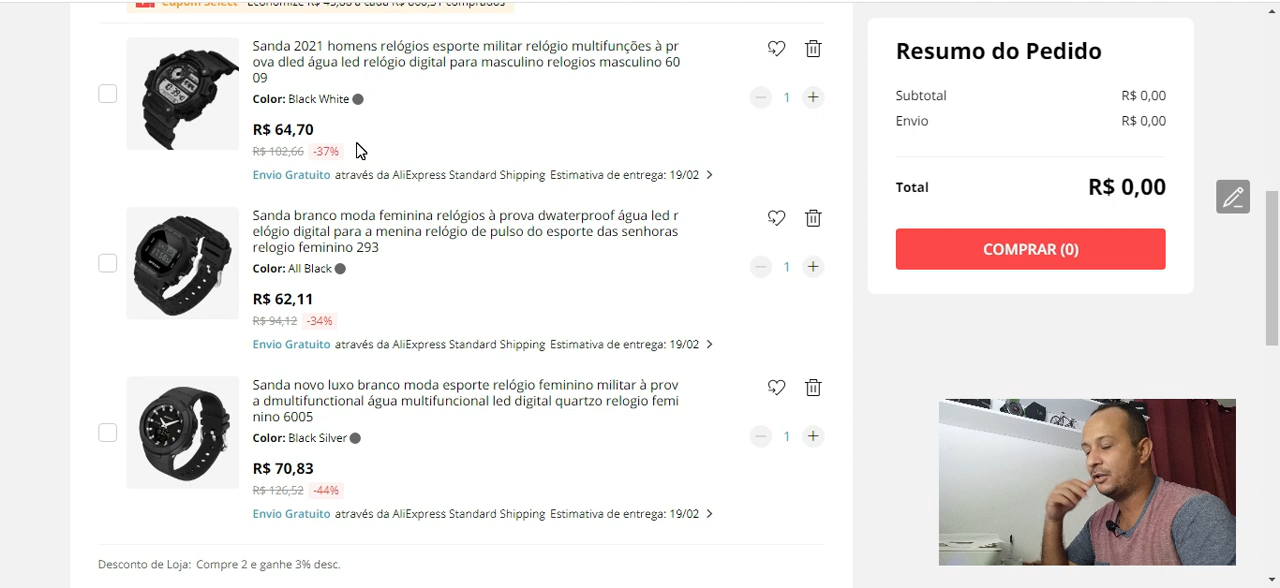 Cupom Select Economize R$ 43,88 a cada
Sanda 2021 homens relógios esporte militar relógio multifunções à pr
ova dled água led relógio digital para masculino relogios masculino 60
09
Color: Black White
R$ 64,70
R$ 102,66 -37%
Envio Gratuito através da AliExpress Standard Shipping Estimativa de entrega: 19/02
1
Sanda branco moda feminina relógios à prova dwaterproof água led r
elógio digital para a menina relógio de pulso do esporte das senhoras
relogio feminino 293
Color: All Black
R$ 62,11
R$ 94,12 -34%
Envio Gratuito através da AliExpress Standard Shipping Estimativa de entrega: 19/02
1
Sanda novo luxo branco moda esporte relógio feminino militar à prov
a dmultifunctional água multifuncional led digital quartzo relogio femi
nino 6005
Color: Black Silver
R$ 70,83
R$ 126,52 -44%
Envio Gratuito através da AliExpress Standard Shipping Estimativa de entrega: 19/02
1
Desconto de Loja: Compre 2 e ganhe 3% desc.
Resumo do Pedido
Subtotal R$ 0,00
Envio R$ 0,00
Total R$ 0,00
COMPRAR (0)